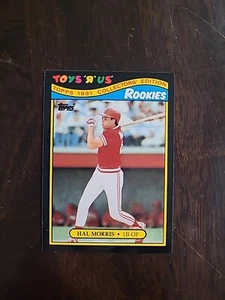 TOYS "R" US
TOPPS 1991 COLLECTORS' EDITION
ROOKIES
Topps
HAL MORRIS • 1B-OF